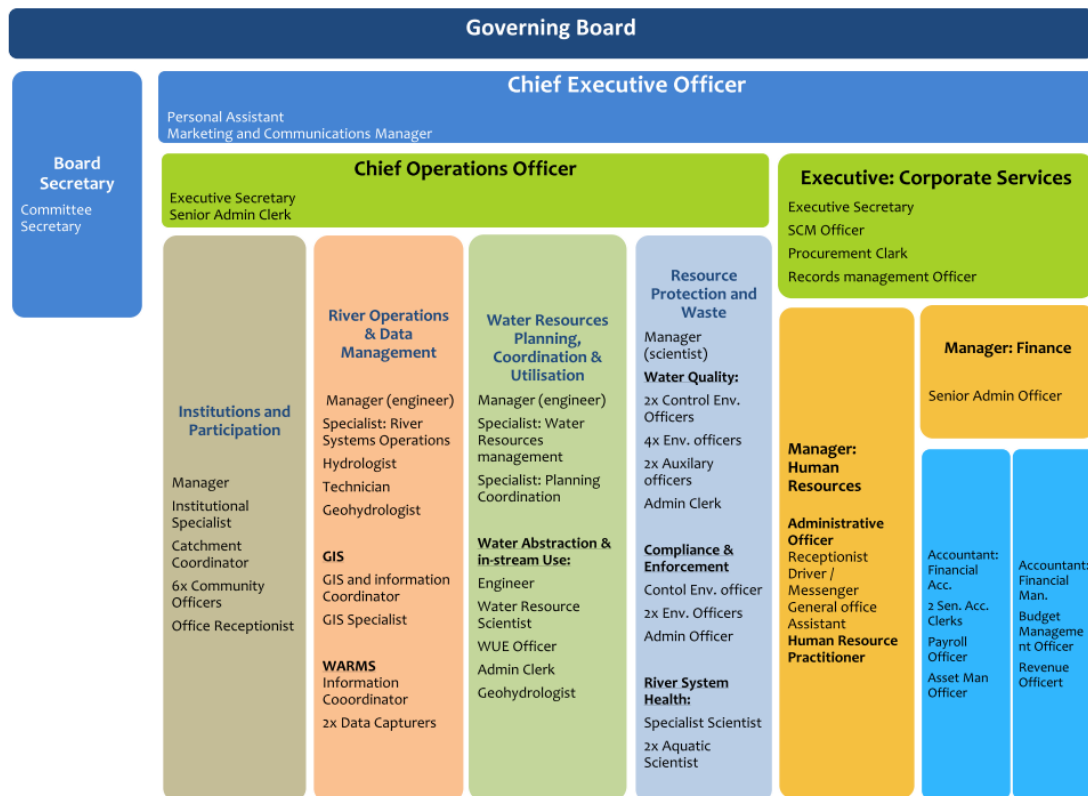 Governing Board
Chief Executive Officer
Personal Assistant
Marketing and Communications Manager
Board
Secretary
Committee
Secretary
Chief Operations Officer
Executive Secretary
Senior Admin Clerk
Executive: Corporate Services
Executive Secretary
SCM Officer
Procurement Clark
Records management Officer
Institutions and
Participation
Manager
Institutional
Specialist
Catchment
Coordinator
6x Community
Officers
Office Receptionist
River Operations
& Data
Management
Manager (engineer)
Specialist: River
Systems Operations
Hydrologist
Technician
Geohydrologist
GIS
GIS and information
Coordinator
GIS Specialist
WARMS
Information
Cooordinator
2x Data Capturers
Water Resources
Planning,
Coordination &
Utilisation
Manager (engineer)
Specialist: Water
Resources
management
Specialist: Planning
Coordination
Water Abstraction &
in-stream Use:
Engineer
Water Resource
Scientist
WUE Officer
Admin Clerk
Geohydrologist
Resource
Protection and
Waste
Manager
(scientist)
Water Quality:
2x Control Env.
Officers
4x Env. officers
2x Auxilary
officers
Admin Clerk
Compliance &
Enforcement
Contol Env. officer
2x Env. Officers
Admin Officer
River System
Health:
Specialist Scientist
2x Aquatic
Scientist
Manager:
Human
Resources
Administrative
Officer
Receptionist
Driver /
Messenger
General office
Assistant
Human Resource
Practitioner
Manager: Finance
Senior Admin Officer
Accountant:
Financial
Acc.
2 Sen. Acc.
Clerks
Payroll
Officer
Asset Man
Officer
Accountant:
Financial
Man.
Budget
Manageme
nt Officer
Revenue
Officert